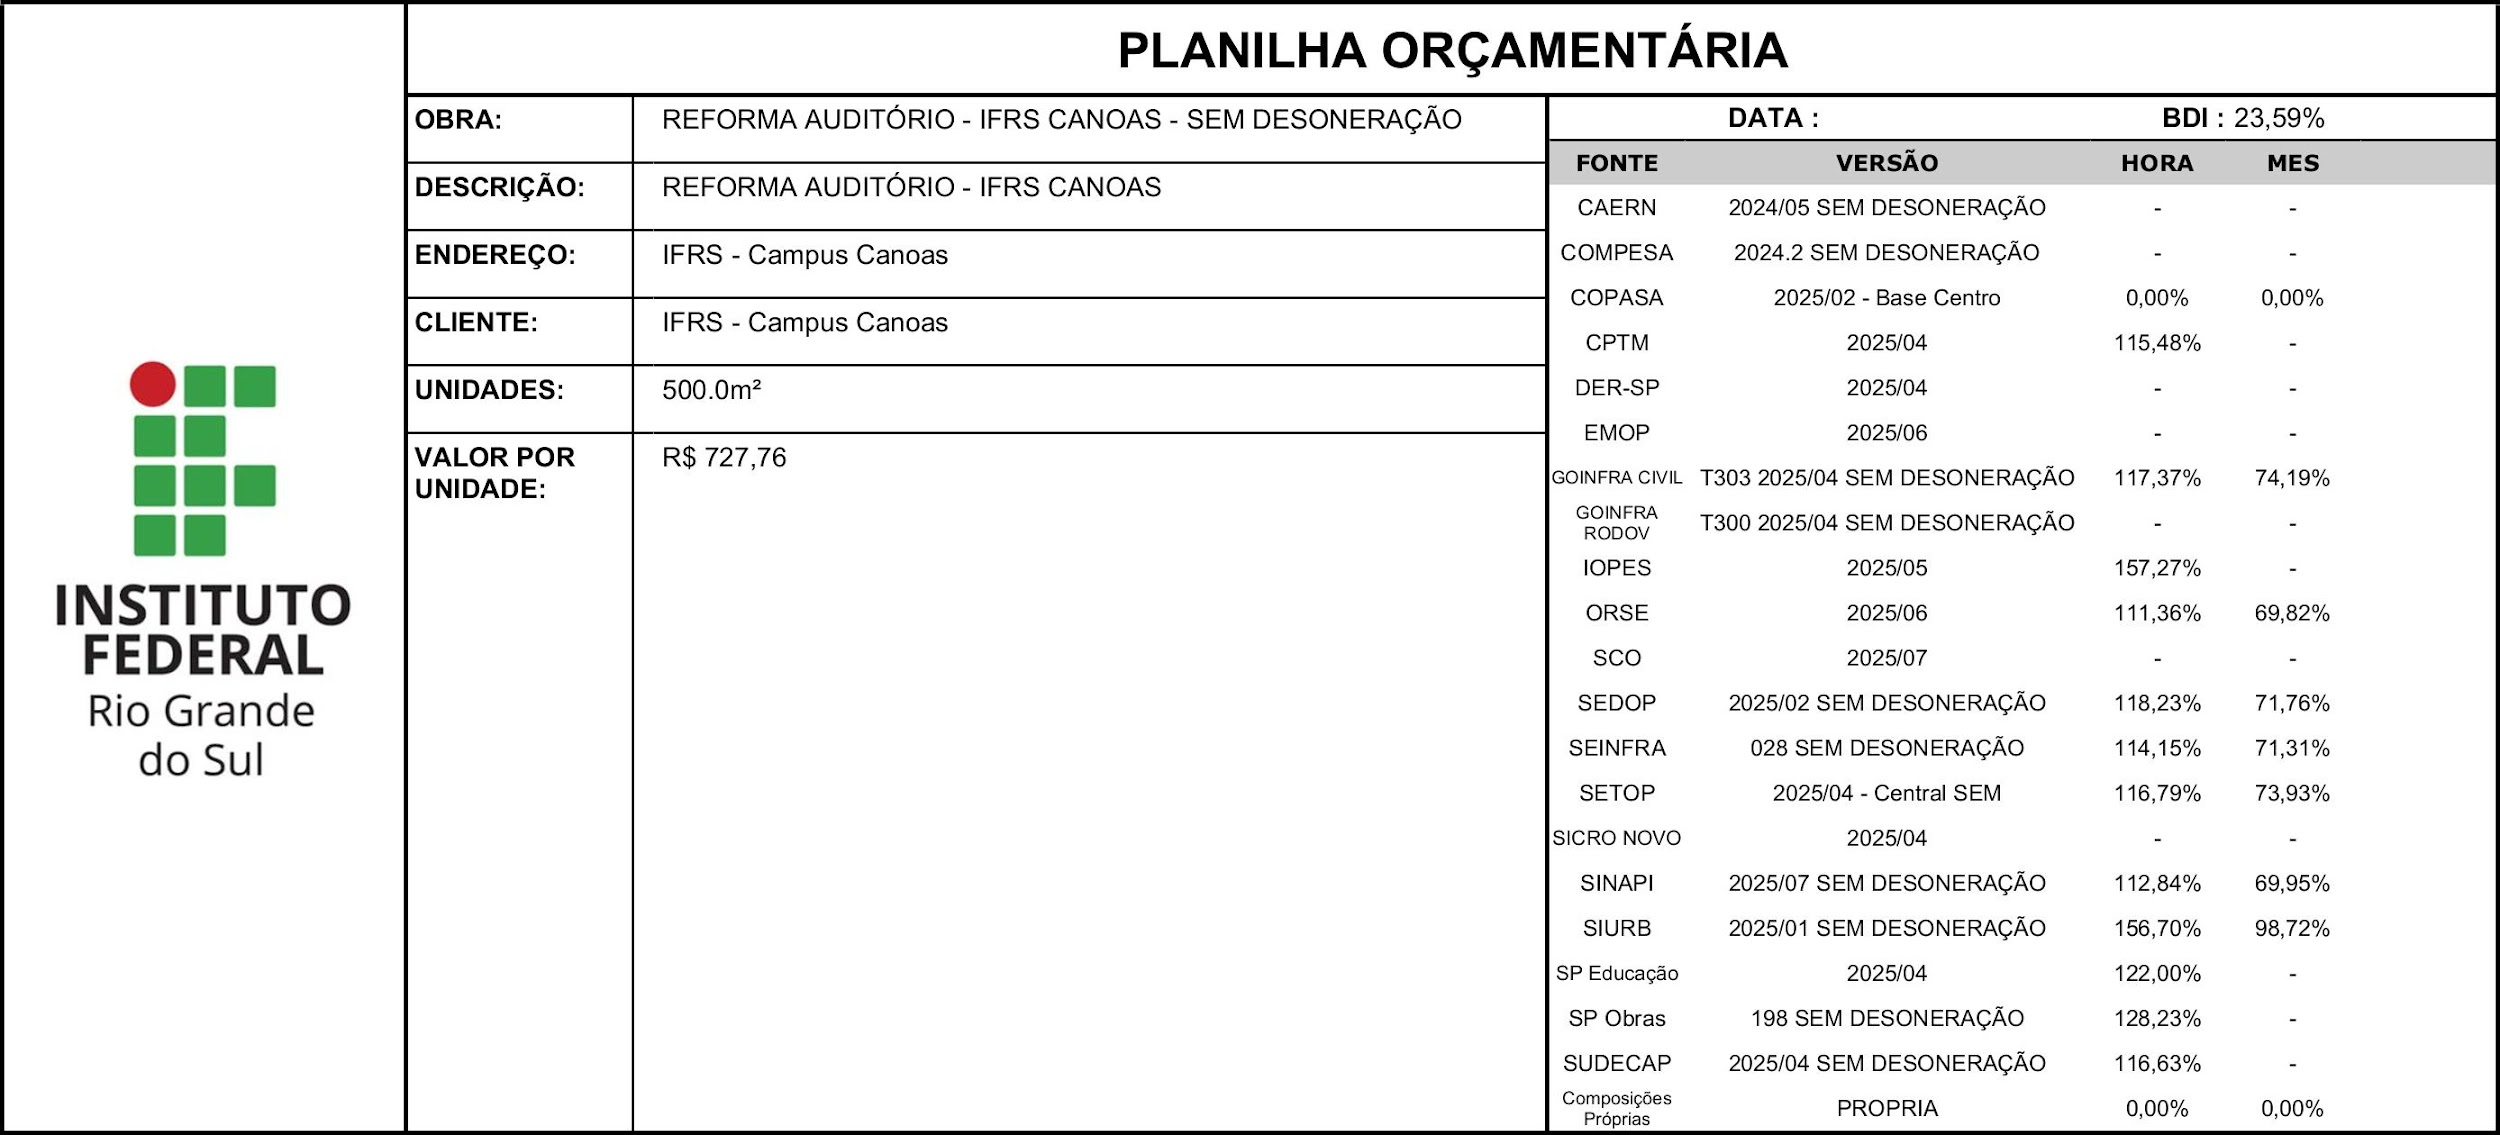 PLANILHA ORÇAMENTÁRIA
INSTITUTO
FEDERAL
Rio Grande
do Sul
OBRA: REFORMA AUDITÓRIO - IFRS CANOAS - SEM DESONERAÇÃO
DESCRIÇÃO: REFORMA AUDITÓRIO - IFRS CANOAS
ENDEREÇO: IFRS - Campus Canoas
CLIENTE: IFRS - Campus Canoas
UNIDADES: 500.0m²
VALOR POR R$ 727,76
UNIDADE:
DATA : BDI : 23,59%
FONTE VERSÃO HORA MES
CAERN 2024/05 SEM DESONERAÇÃO - -
COMPESA 2024.2 SEM DESONERAÇÃO - -
COPASA 2025/02 - Base Centro 0,00% 0,00%
CPTM 2025/04 115,48% -
DER-SP 2025/04 - -
EMOP 2025/06 - -
GOINFRA CIVIL T303 2025/04 SEM DESONERAÇÃO 117,37% 74,19%
GOINFRA
RODOV T300 2025/04 SEM DESONERAÇÃO - -
IOPES 2025/05 157,27% -
ORSE 2025/06 111,36% 69,82%
SCO 2025/07 - -
SEDOP 2025/02 SEM DESONERAÇÃO 118,23% 71,76%
SEINFRA 028 SEM DESONERAÇÃO 114,15% 71,31%
SETOP 2025/04 - Central SEM 116,79% 73,93%
SICRO NOVO 2025/04 - -
SINAPI 2025/07 SEM DESONERAÇÃO 112,84% 69,95%
SIURB 2025/01 SEM DESONERAÇÃO 156,70% 98,72%
SP Educação 2025/04 122,00% -
SP Obras 198 SEM DESONERAÇÃO 128,23% -
SUDECAP 2025/04 SEM DESONERAÇÃO 116,63% -
Composições
Próprias PROPRIA 0,00% 0,00%